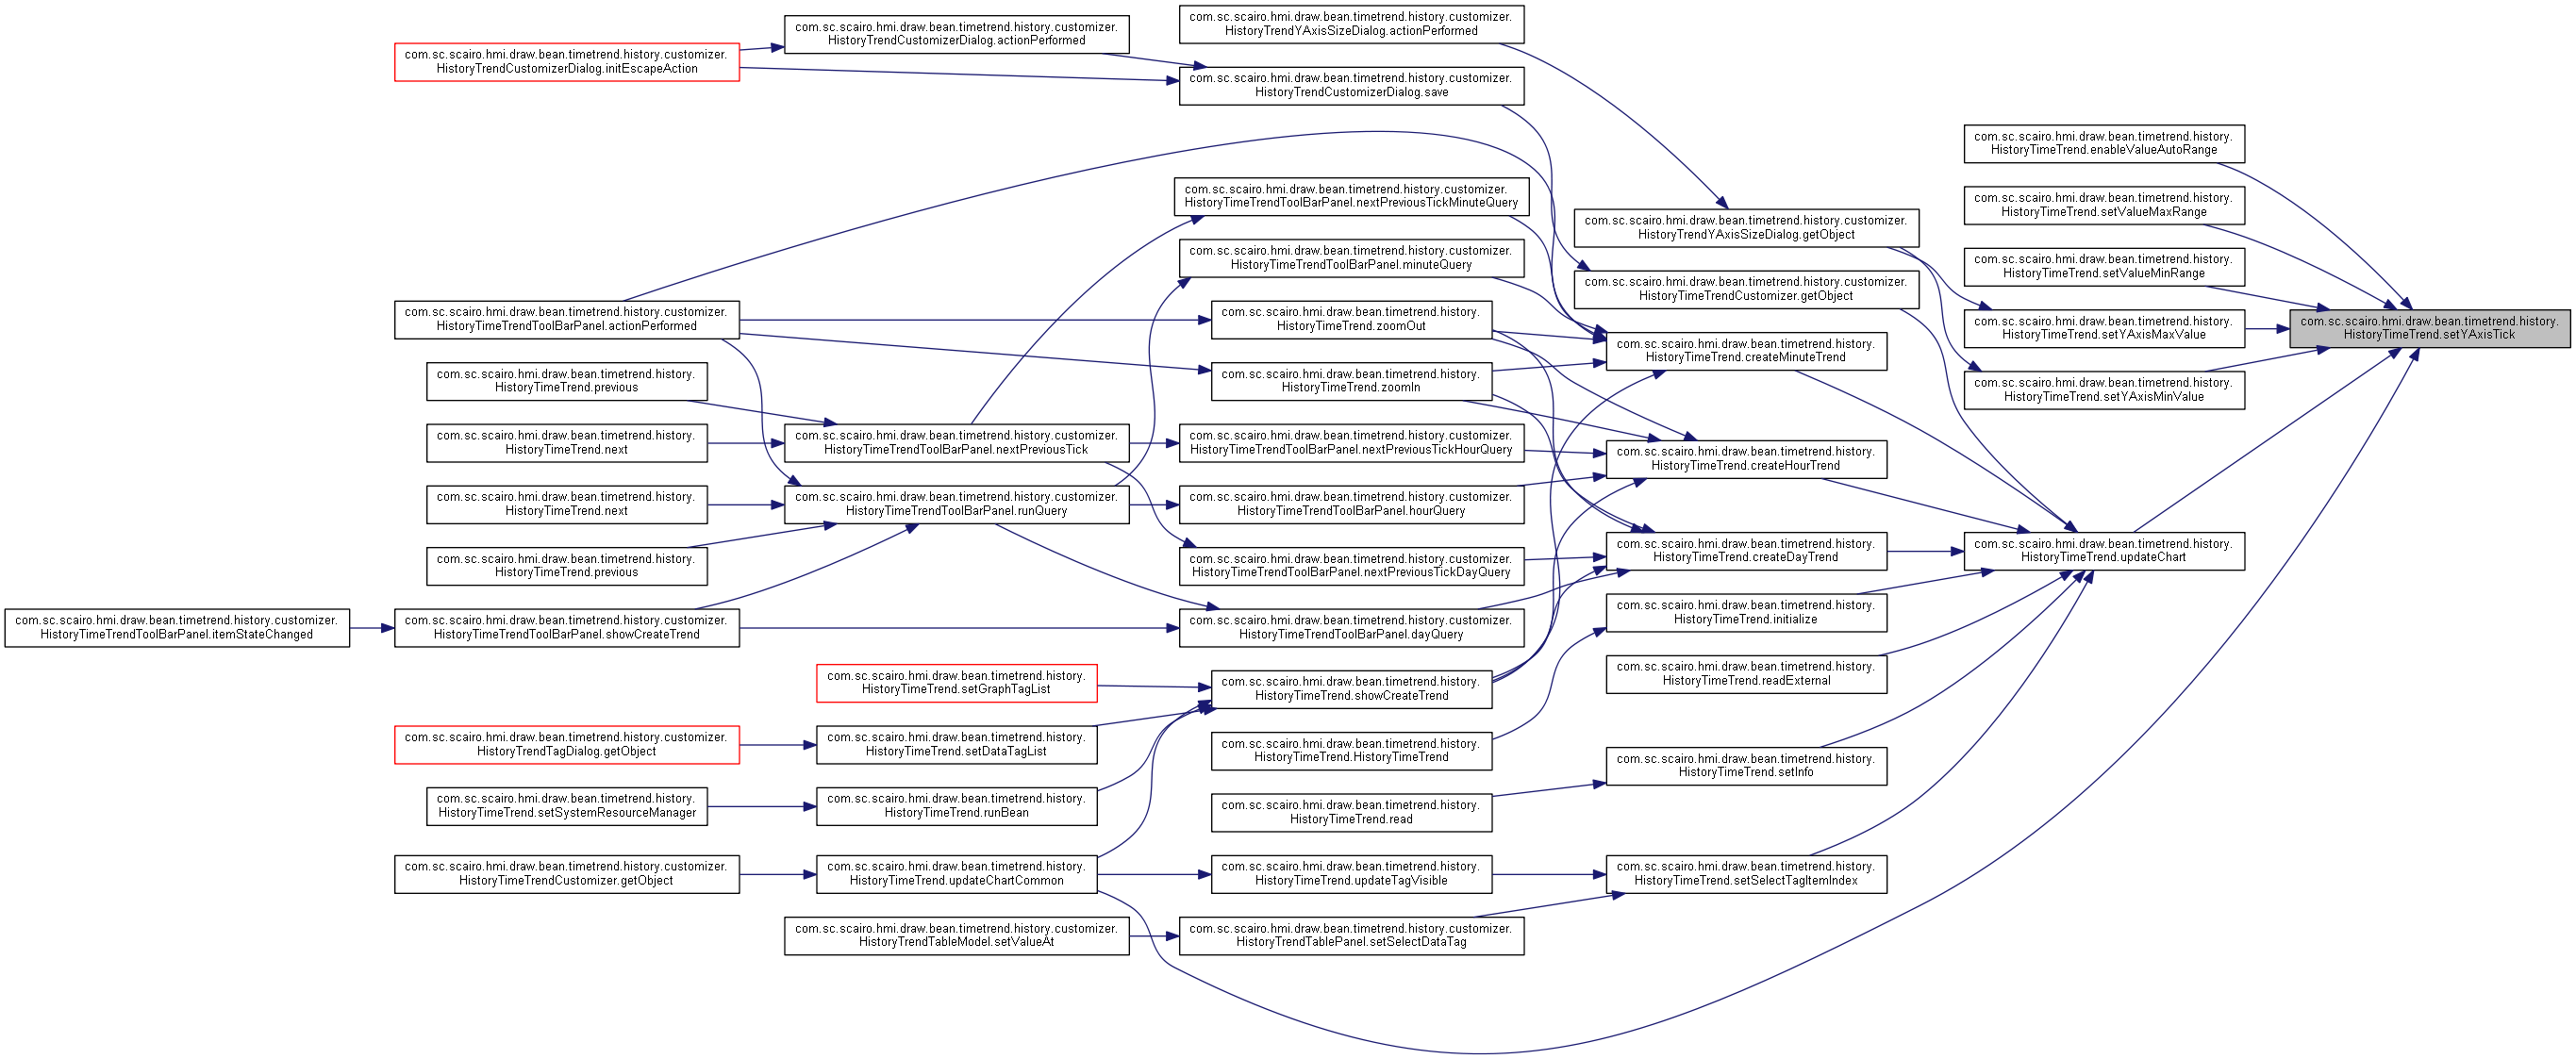 com.sc.scairo.hmi.draw.bean.timetrend.history.customizer.
HistoryTimeTrendToolBarPanel.itemStateChanged
com.sc.scairo.hmi.draw.bean.timetrend.history.customizer.
HistoryTrendCustomizerDialog.initEscapeAction
com.sc.scairo.hmi.draw.bean.timetrend.history.customizer.
HistoryTimeTrendToolBarPanel.actionPerformed
com.sc.scairo.hmi.draw.bean.timetrend.history.
HistoryTimeTrend.previous
com.sc.scairo.hmi.draw.bean.timetrend.history.
HistoryTimeTrend.next
com.sc.scairo.hmi.draw.bean.timetrend.history.
HistoryTimeTrend.next
com.sc.scairo.hmi.draw.bean.timetrend.history.
HistoryTimeTrend.previous
com.sc.scairo.hmi.draw.bean.timetrend.history.customizer.
HistoryTimeTrendToolBarPanel.showCreateTrend
com.sc.scairo.hmi.draw.bean.timetrend.history.customizer.
HistoryTrendTagDialog.getObject
com.sc.scairo.hmi.draw.bean.timetrend.history.
HistoryTimeTrend.setSystemResourceManager
com.sc.scairo.hmi.draw.bean.timetrend.history.customizer.
HistoryTimeTrendCustomizer.getObject
com.sc.scairo.hmi.draw.bean.timetrend.history.customizer.
HistoryTrendCustomizerDialog.actionPerformed
com.sc.scairo.hmi.draw.bean.timetrend.history.customizer.
HistoryTimeTrendToolBarPanel.nextPreviousTick
com.sc.scairo.hmi.draw.bean.timetrend.history.customizer.
HistoryTimeTrendToolBarPanel.runQuery
com.sc.scairo.hmi.draw.bean.timetrend.history.
HistoryTimeTrend.setGraphTagList
com.sc.scairo.hmi.draw.bean.timetrend.history.
HistoryTimeTrend.setDataTagList
com.sc.scairo.hmi.draw.bean.timetrend.history.
HistoryTimeTrend.runBean
com.sc.scairo.hmi.draw.bean.timetrend.history.
HistoryTimeTrend.updateChartCommon
com.sc.scairo.hmi.draw.bean.timetrend.history.customizer.
HistoryTrendTableModel.setValueAt
com.sc.scairo.hmi.draw.bean.timetrend.history.customizer.
HistoryTrendYAxisSizeDialog.actionPerformed
com.sc.scairo.hmi.draw.bean.timetrend.history.customizer.
HistoryTrendCustomizerDialog.save
com.sc.scairo.hmi.draw.bean.timetrend.history.customizer.
HistoryTimeTrendToolBarPanel.nextPreviousTickMinuteQuery
com.sc.scairo.hmi.draw.bean.timetrend.history.customizer.
HistoryTimeTrendToolBarPanel.minuteQuery
com.sc.scairo.hmi.draw.bean.timetrend.history.
HistoryTimeTrend.zoomOut
com.sc.scairo.hmi.draw.bean.timetrend.history.
HistoryTimeTrend.zoomIn
com.sc.scairo.hmi.draw.bean.timetrend.history.customizer.
HistoryTimeTrendToolBarPanel.nextPreviousTickHourQuery
com.sc.scairo.hmi.draw.bean.timetrend.history.customizer.
HistoryTimeTrendToolBarPanel.hourQuery
com.sc.scairo.hmi.draw.bean.timetrend.history.customizer.
HistoryTimeTrendToolBarPanel.nextPreviousTickDayQuery
com.sc.scairo.hmi.draw.bean.timetrend.history.customizer.
HistoryTimeTrendToolBarPanel.dayQuery
com.sc.scairo.hmi.draw.bean.timetrend.history.
HistoryTimeTrend.showCreateTrend
com.sc.scairo.hmi.draw.bean.timetrend.history.
HistoryTimeTrend.HistoryTimeTrend
com.sc.scairo.hmi.draw.bean.timetrend.history.
HistoryTimeTrend.read
com.sc.scairo.hmi.draw.bean.timetrend.history.
HistoryTimeTrend.updateTagVisible
com.sc.scairo.hmi.draw.bean.timetrend.history.customizer.
HistoryTrendTablePanel.setSelectDataTag
com.sc.scairo.hmi.draw.bean.timetrend.history.customizer.
HistoryTrendYAxisSizeDialog.getObject
com.sc.scairo.hmi.draw.bean.timetrend.history.customizer.
HistoryTimeTrendCustomizer.getObject
com.sc.scairo.hmi.draw.bean.timetrend.history.
HistoryTimeTrend.createMinuteTrend
com.sc.scairo.hmi.draw.bean.timetrend.history.
HistoryTimeTrend.createHourTrend
com.sc.scairo.hmi.draw.bean.timetrend.history.
HistoryTimeTrend.createDayTrend
com.sc.scairo.hmi.draw.bean.timetrend.history.
HistoryTimeTrend.initialize
com.sc.scairo.hmi.draw.bean.timetrend.history.
HistoryTimeTrend.readExternal
com.sc.scairo.hmi.draw.bean.timetrend.history.
HistoryTimeTrend.setInfo
com.sc.scairo.hmi.draw.bean.timetrend.history.
HistoryTimeTrend.setSelectTagItemIndex
com.sc.scairo.hmi.draw.bean.timetrend.history.
HistoryTimeTrend.enableValueAutoRange
com.sc.scairo.hmi.draw.bean.timetrend.history.
HistoryTimeTrend.setValueMaxRange
com.sc.scairo.hmi.draw.bean.timetrend.history.
HistoryTimeTrend.setValueMinRange
com.sc.scairo.hmi.draw.bean.timetrend.history.
HistoryTimeTrend.setYAxisMaxValue
com.sc.scairo.hmi.draw.bean.timetrend.history.
HistoryTimeTrend.setYAxisMinValue
com.sc.scairo.hmi.draw.bean.timetrend.history.
HistoryTimeTrend.updateChart
com.sc.scairo.hmi.draw.bean.timetrend.history.
HistoryTimeTrend.setYAxisTick